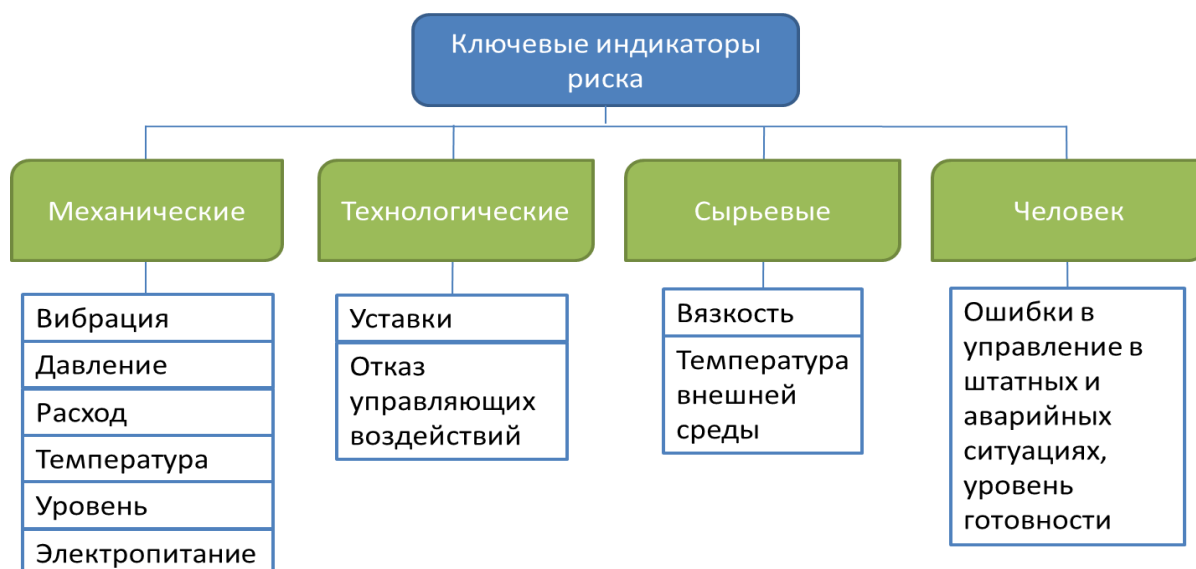 Ключевые индикаторы
риска
Механические
Технологические
Сырьевые
Человек
Вибрация
Давление
Расход
Температура
Уровень
Электропитание
Уставки
Отказ
управляющих
воздействий
Вязкость
Температура
внешней
среды
Ошибки в
управление в
штатных и
аварийных
ситуациях,
уровень
готовности